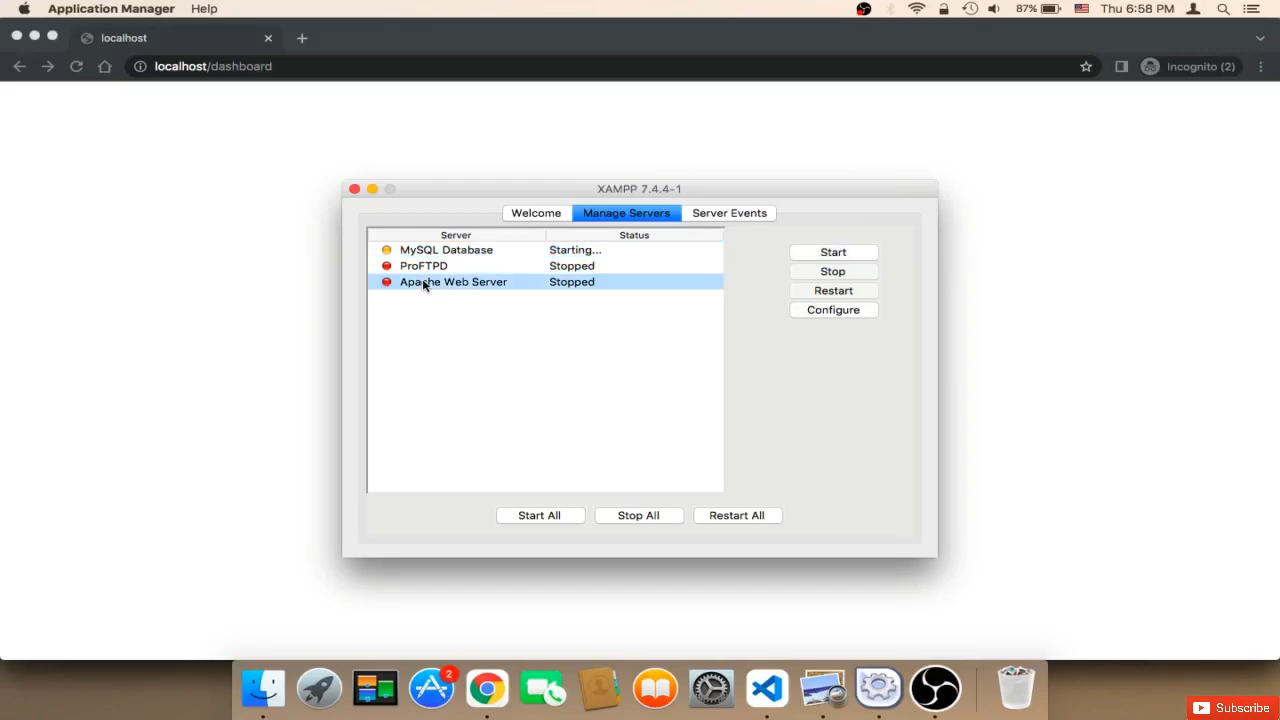 Application Manager Help 87% Thu 6:58 PM
localhost
localhost/dashboard Incognito (2)
XAMPP 7.4.4-1
Welcome Manage Servers Server Events
Server Status
MySQL Database Starting...
ProFTPD Stopped
Apache Web Server Stopped
Start
Stop
Restart
Configure
Start All Stop All Restart All
2
Subscribe